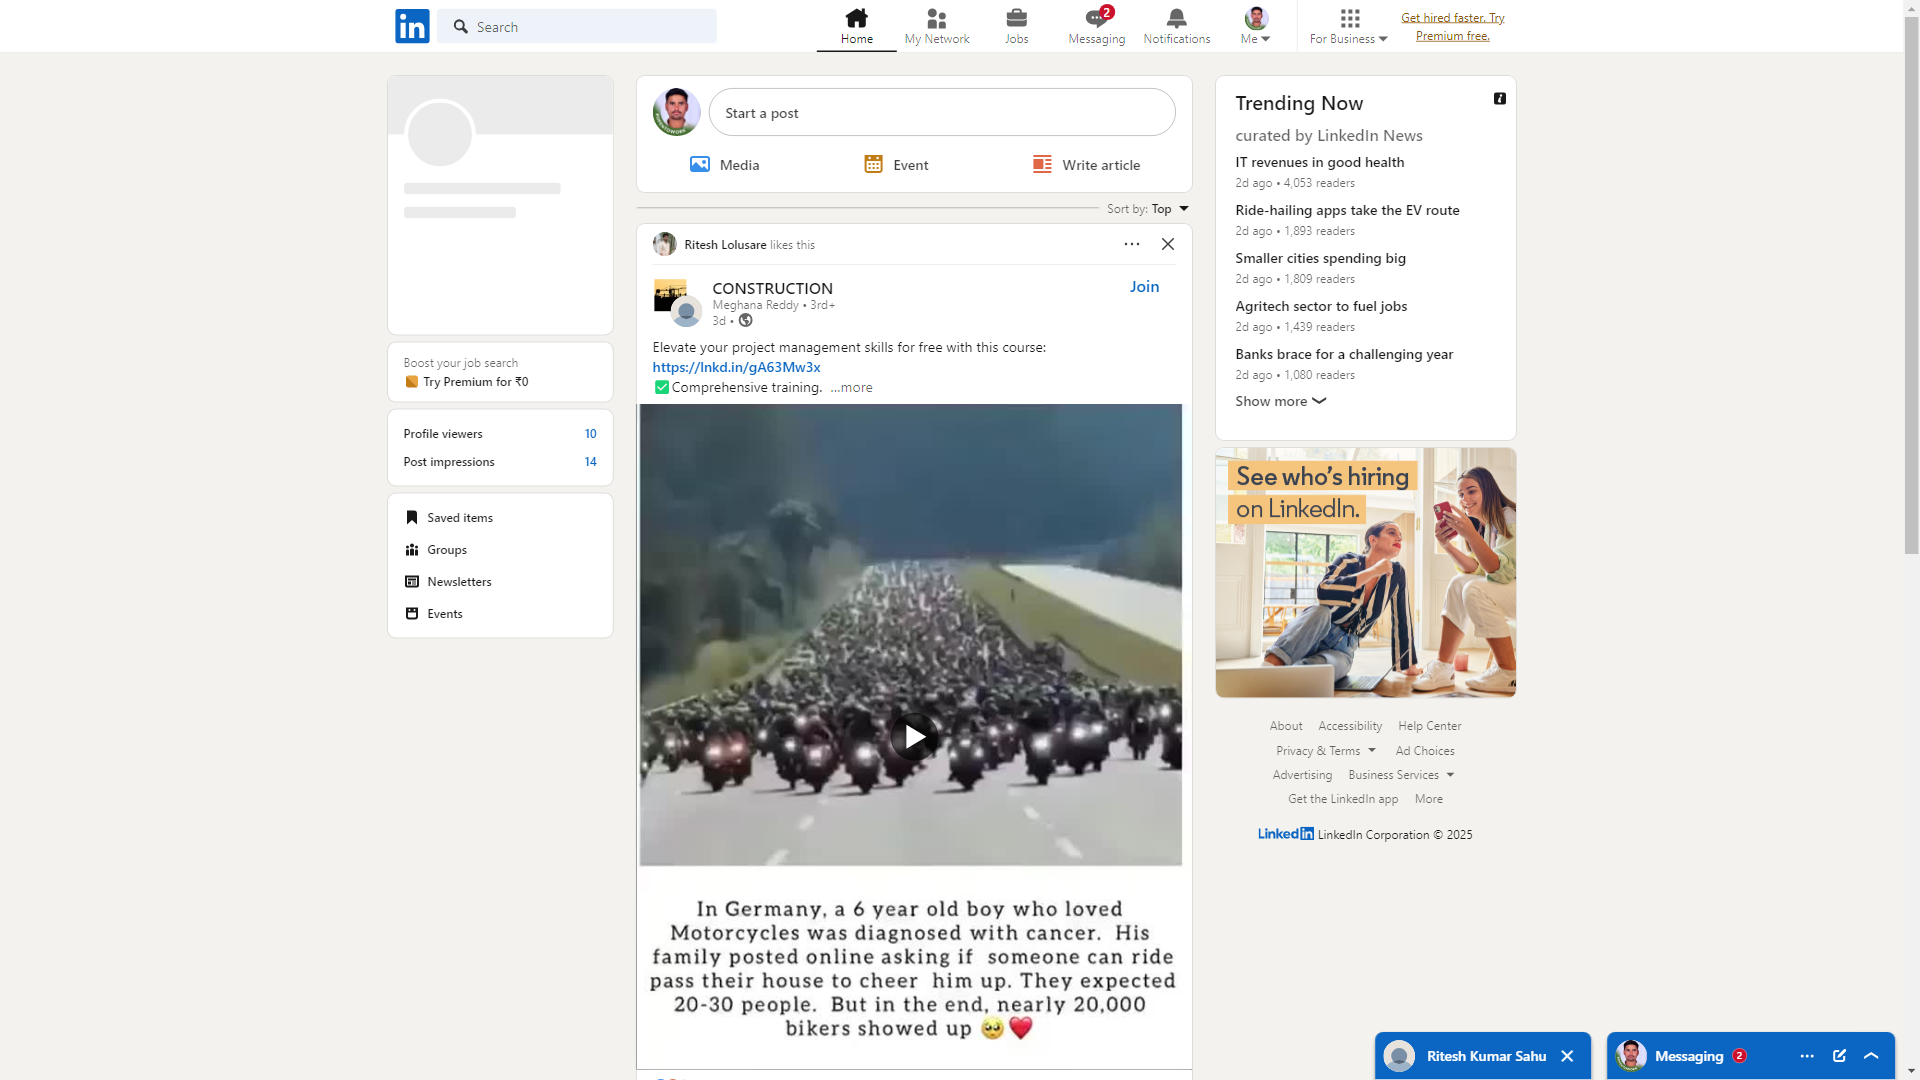 in
Search
Home
My Network
Jobs
2
Messaging
Notifications
Me
For Business
Get hired faster. Try
Premium free.
Boost your job search
Try Premium for ₹0
Profile viewers 10
Post impressions 14
Saved items
Groups
Newsletters
Events
Start a post
Media
Event
Write article
Sort by: Top
Ritesh Lolusare likes this
CONSTRUCTION
Join
Meghana Reddy • 3rd+
3d •
Elevate your project management skills for free with this course:
https://lnkd.in/gA63Mw3x
✅Comprehensive training. ...more
In Germany, a 6 year old boy who loved
Motorcycles was diagnosed with cancer. His
family posted online asking if someone can ride
pass their house to cheer him up. They expected
20-30 people. But in the end, nearly 20,000
bikers showed up 🥺❤️
Trending Now
curated by LinkedIn News
IT revenues in good health
2d ago • 4,053 readers
Ride-hailing apps take the EV route
2d ago • 1,893 readers
Smaller cities spending big
2d ago • 1,809 readers
Agritech sector to fuel jobs
2d ago • 1,439 readers
Banks brace for a challenging year
2d ago • 1,080 readers
Show more
See who's hiring
on LinkedIn.
About Accessibility Help Center
Privacy & Terms Ad Choices
Advertising Business Services
Get the LinkedIn app More
LinkedIn LinkedIn Corporation © 2025
Ritesh Kumar Sahu
Messaging 2